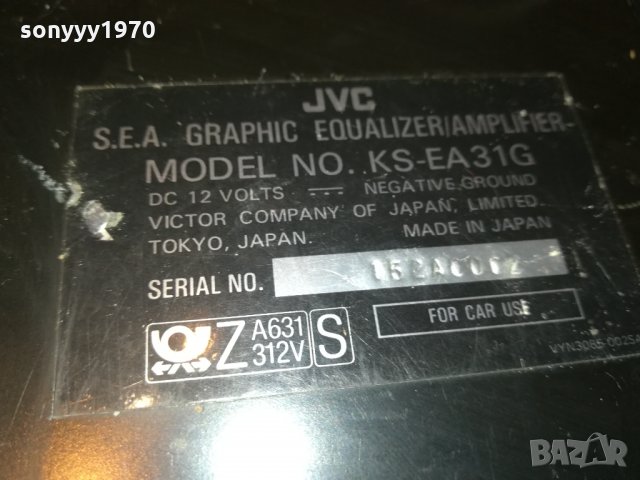 sonyyy1970
JVC
S.E.A. GRAPHIC EQUALIZER/AMPLIFIER
MODEL NO. KS-EA31G
DC 12 VOLTS NEGATIVE GROUND
VICTOR COMPANY OF JAPAN, LIMITED.
TOKYO, JAPAN. MADE IN JAPAN
SERIAL NO.
Z A631 312V S
FOR CAR USE
BAZAR